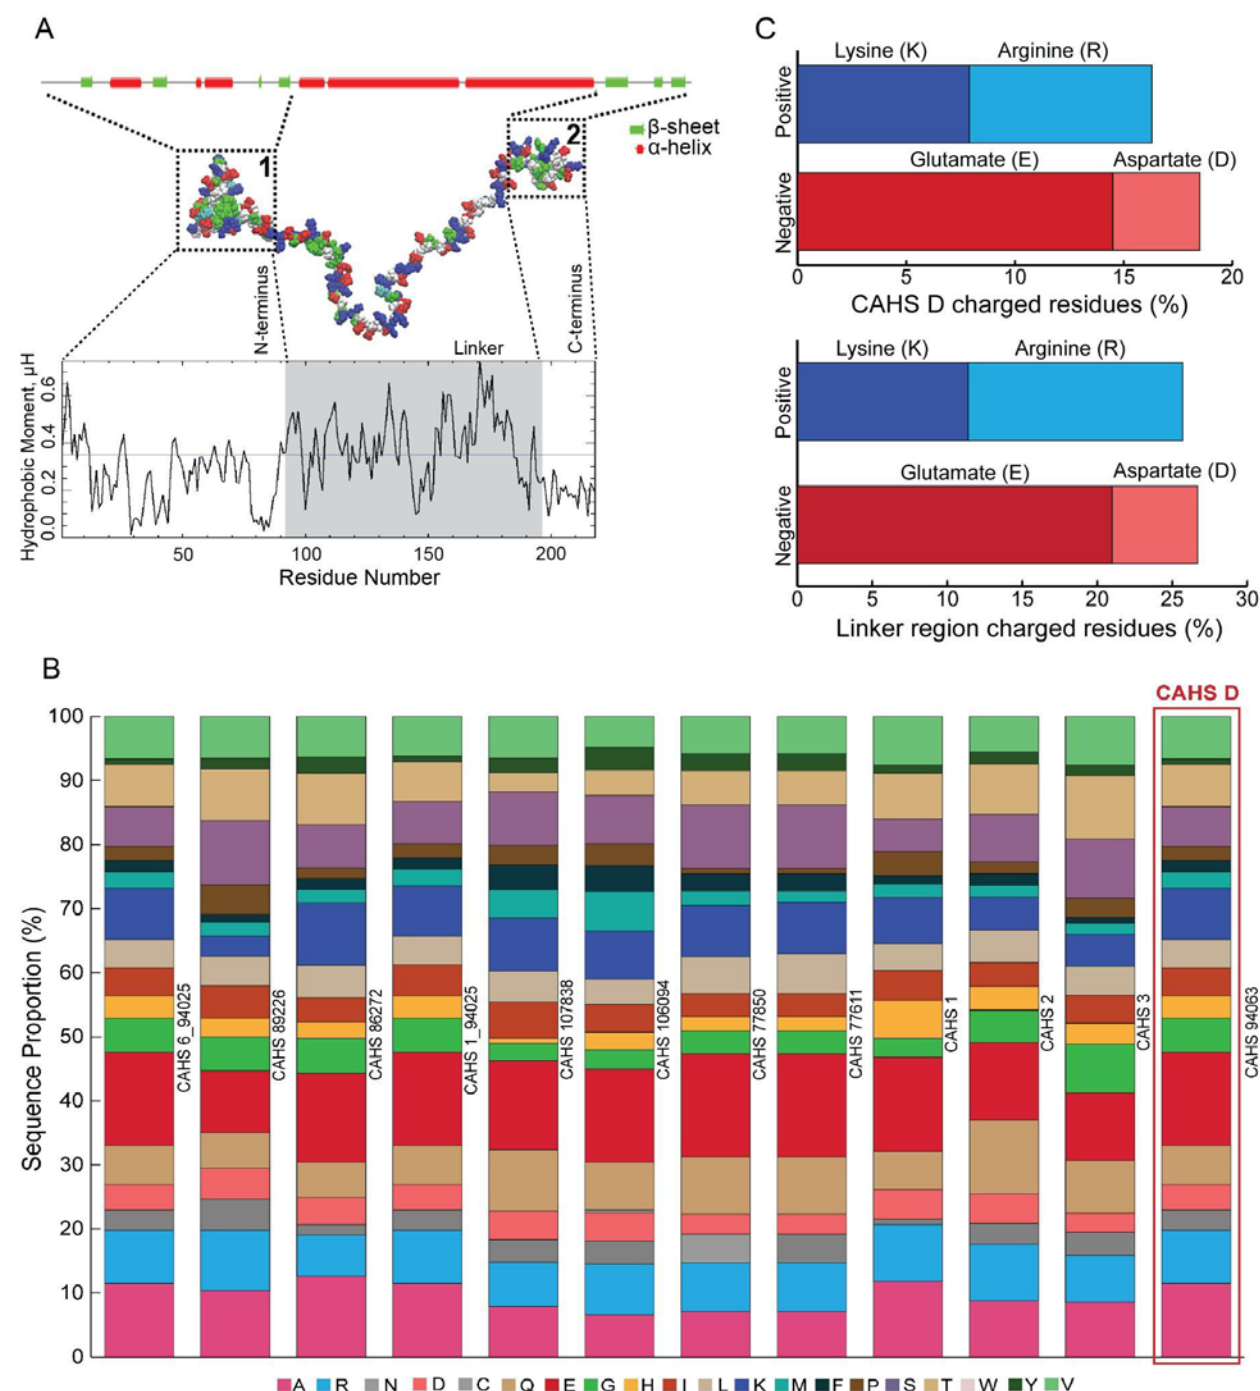 A
β-sheet
α-helix
1
2
N-terminus
Linker
C-terminus
Hydrophobic Moment, µH
0.6
0.4
0.2
0.0
50 100 150 200
Residue Number
C
Positive
Lysine (K) Arginine (R)
Negative
Glutamate (E) Aspartate (D)
0 5 10 15 20
CAHS D charged residues (%)
Positive
Lysine (K) Arginine (R)
Negative
Glutamate (E) Aspartate (D)
0 5 10 15 20 25 30
Linker region charged residues (%)
B
CAHS D
Sequence Proportion (%)
100
90
80
70
60
50
40
30
20
10
0
CAHS 6_94025
CAHS 89226
CAHS 86272
CAHS 1_94025
CAHS 107838
CAHS 106094
CAHS 77850
CAHS 77611
CAHS 1
CAHS 2
CAHS 3
CAHS 94063
A R N D C Q E G H I L K M F P S T W Y V